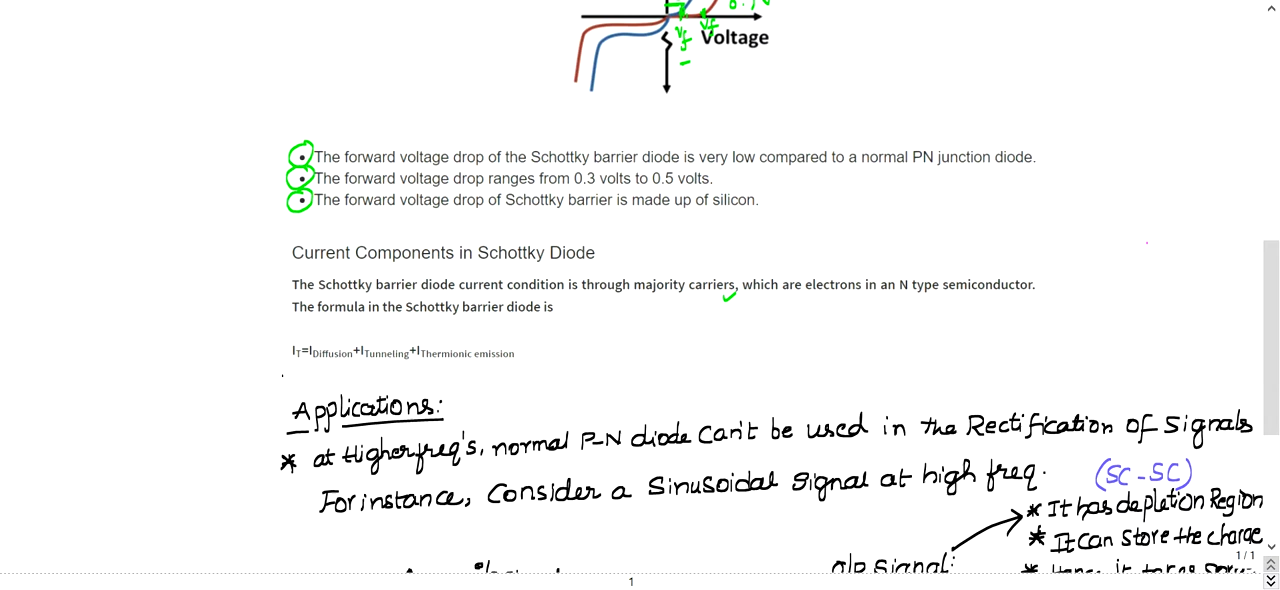 Vf
Vf
Voltage
The forward voltage drop of the Schottky barrier diode is very low compared to a normal PN junction diode.
The forward voltage drop ranges from 0.3 volts to 0.5 volts.
The forward voltage drop of Schottky barrier is made up of silicon.
Current Components in Schottky Diode
The Schottky barrier diode current condition is through majority carriers, which are electrons in an N type semiconductor.
The formula in the Schottky barrier diode is
IT=IDiffusion+ITunneling+IThermionic emission
Applications:
* at Higher freq's, normal P-N diode Can't be used in the Rectification of Signals
For instance, Consider a Sinusoidal Signal at high freq.
(SC-SC)
* It has depletion Region
* It Can Store the charge
o/p Signal:
* Hence it takes
1/1
1